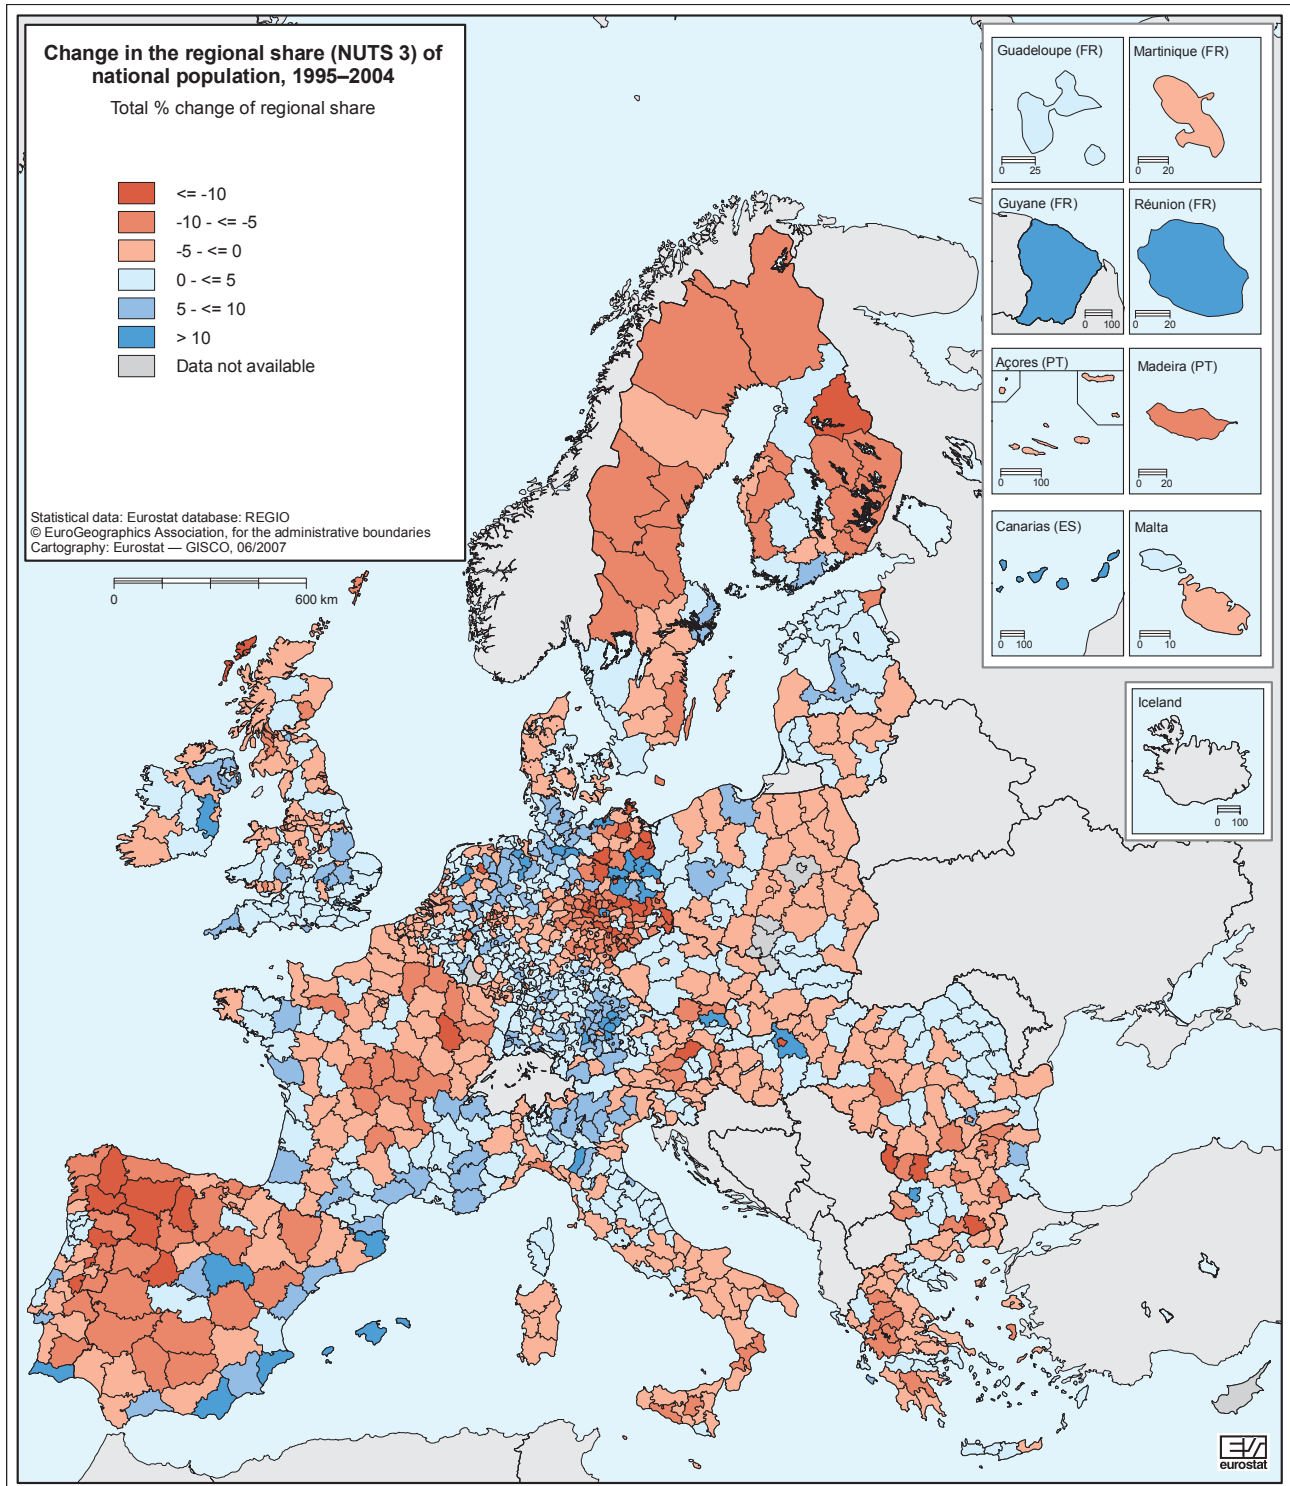 Change in the regional share (NUTS 3) of
national population, 1995–2004
Total % change of regional share
<= -10
-10 - <= -5
-5 - <= 0
0 - <= 5
5 - <= 10
> 10
Data not available
Statistical data: Eurostat database: REGIO
© EuroGeographics Association, for the administrative boundaries
Cartography: Eurostat — GISCO, 06/2007
0 600 km
Guadeloupe (FR)
0 25
Martinique (FR)
0 20
Guyane (FR)
0 100
Réunion (FR)
0 20
Açores (PT)
0 100
Madeira (PT)
0 20
Canarias (ES)
0 100
Malta
0 10
Iceland
0 100
eurostat